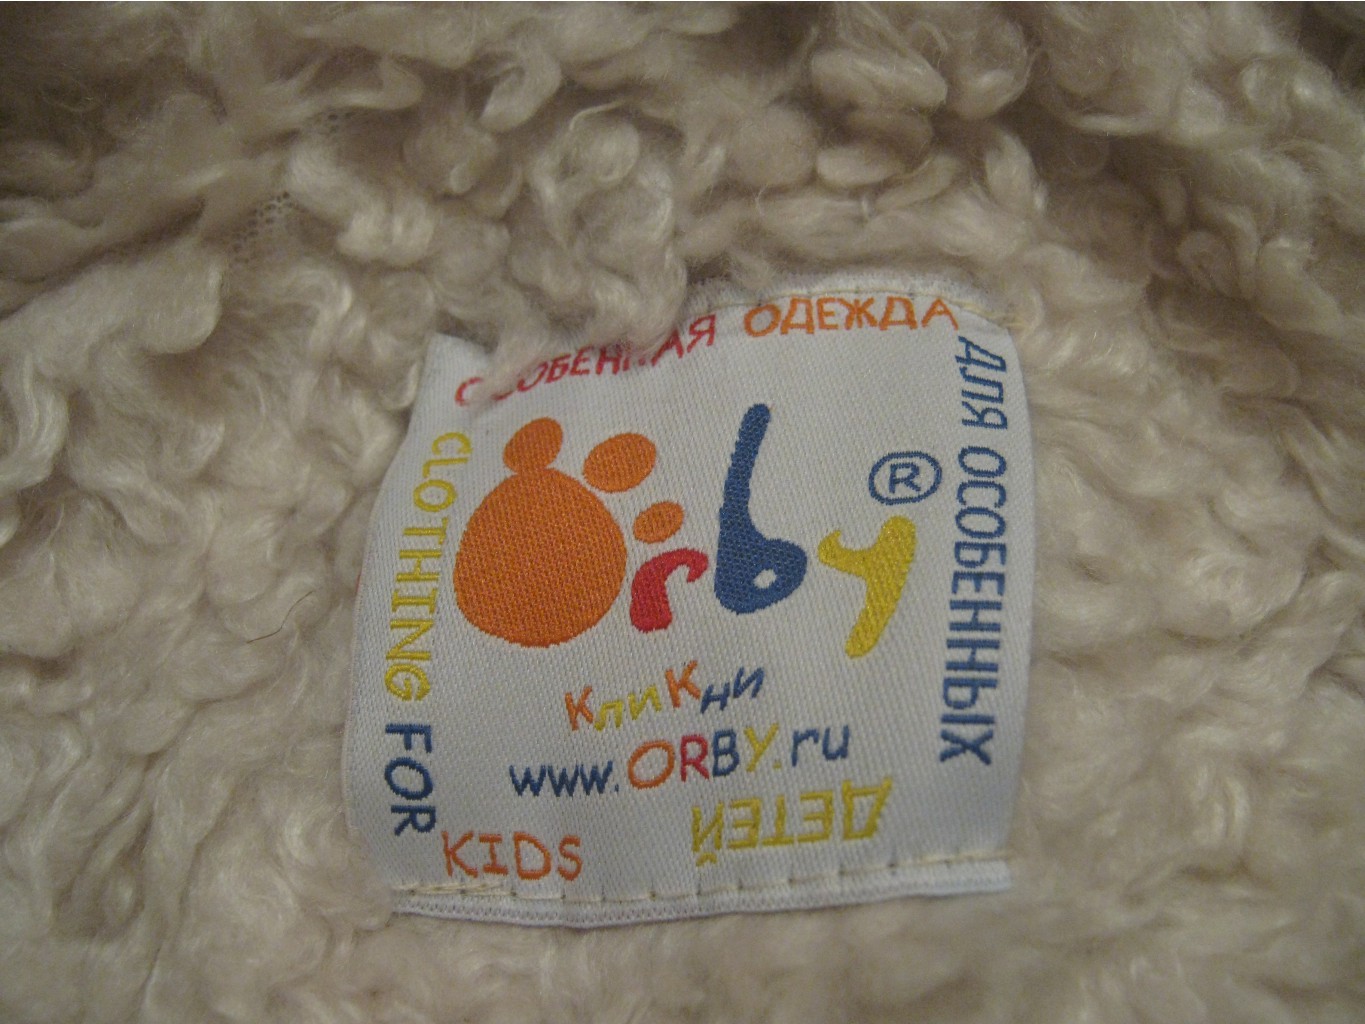 ОСОБЕННАЯ ОДЕЖДА
ДЛЯ ОСОБЕННЫХ
ДЕТЕЙ
CLOTHING FOR
KIDS
Orby ®
КлиКни
www.ORBY.ru